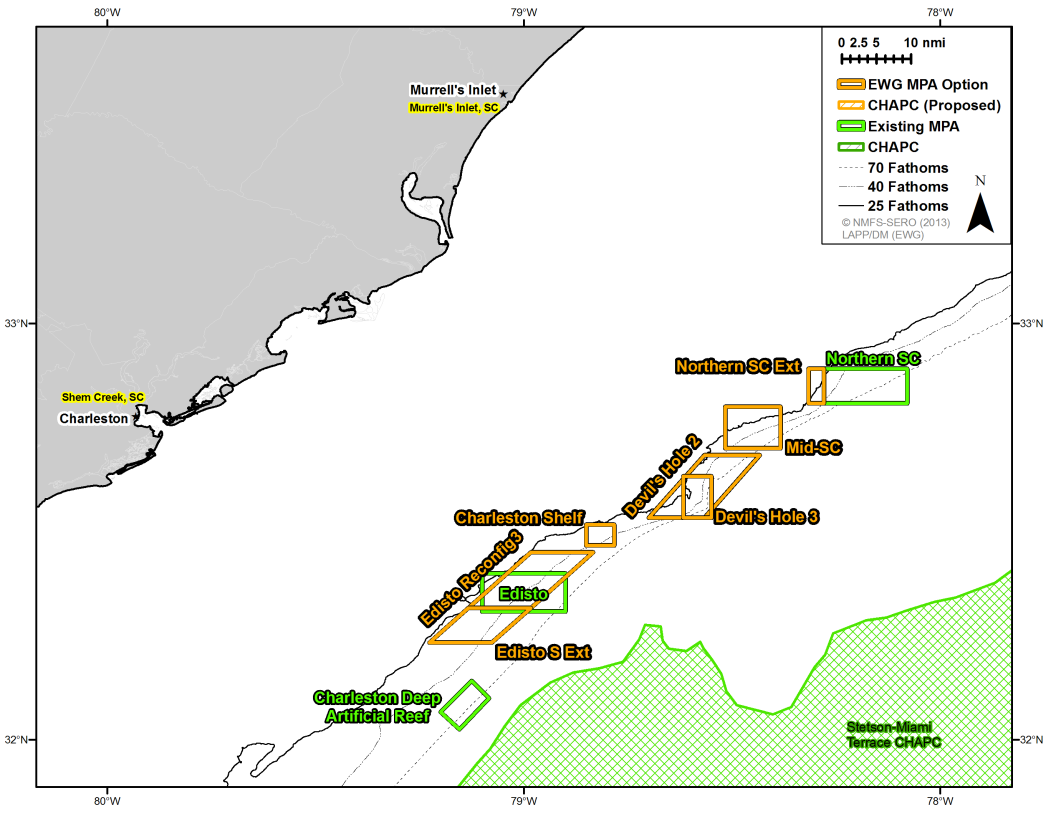 80°W
79°W
78°W
0 2.5 5 10 nmi
EWG MPA Option
CHAPC (Proposed)
Existing MPA
CHAPC
70 Fathoms
40 Fathoms
25 Fathoms
N
© NMFS-SERO (2013)
LAPP/DM (EWG)
Murrell's Inlet
Murrell's Inlet, SC
33°N
33°N
Northern SC Ext
Northern SC
Shem Creek, SC
Charleston
Mid-SC
Devil's Hole 2
Devil's Hole 3
Charleston Shelf
Edisto Reconfig3
Edisto
Edisto S Ext
Charleston Deep
Artificial Reef
Stetson-Miami
Terrace CHAPC
32°N
32°N
80°W
79°W
78°W